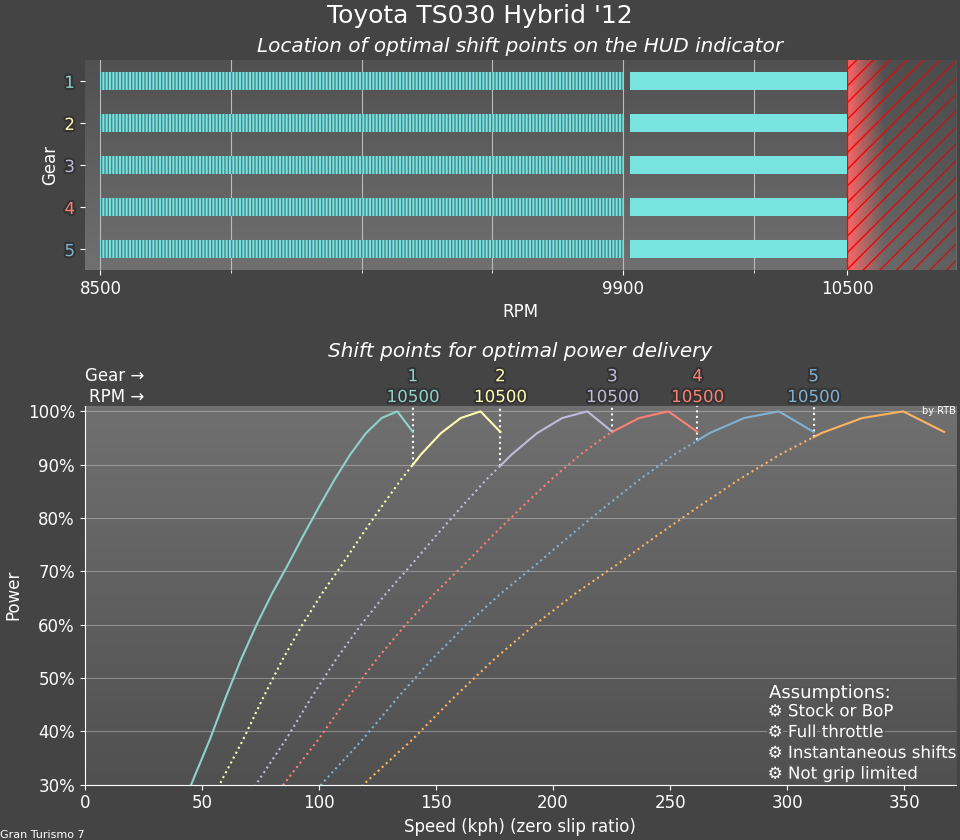 Toyota TS030 Hybrid '12
Location of optimal shift points on the HUD indicator
Gear
1
2
3
4
5
8500 9900 10500
RPM
Shift points for optimal power delivery
Gear → 1 2 3 4 5
RPM → 10500 10500 10500 10500 10500
by RTB
Power
100%
90%
80%
70%
60%
50%
40%
30%
Assumptions:
⚙ Stock or BoP
⚙ Full throttle
⚙ Instantaneous shifts
⚙ Not grip limited
0 50 100 150 200 250 300 350
Speed (kph) (zero slip ratio)
Gran Turismo 7